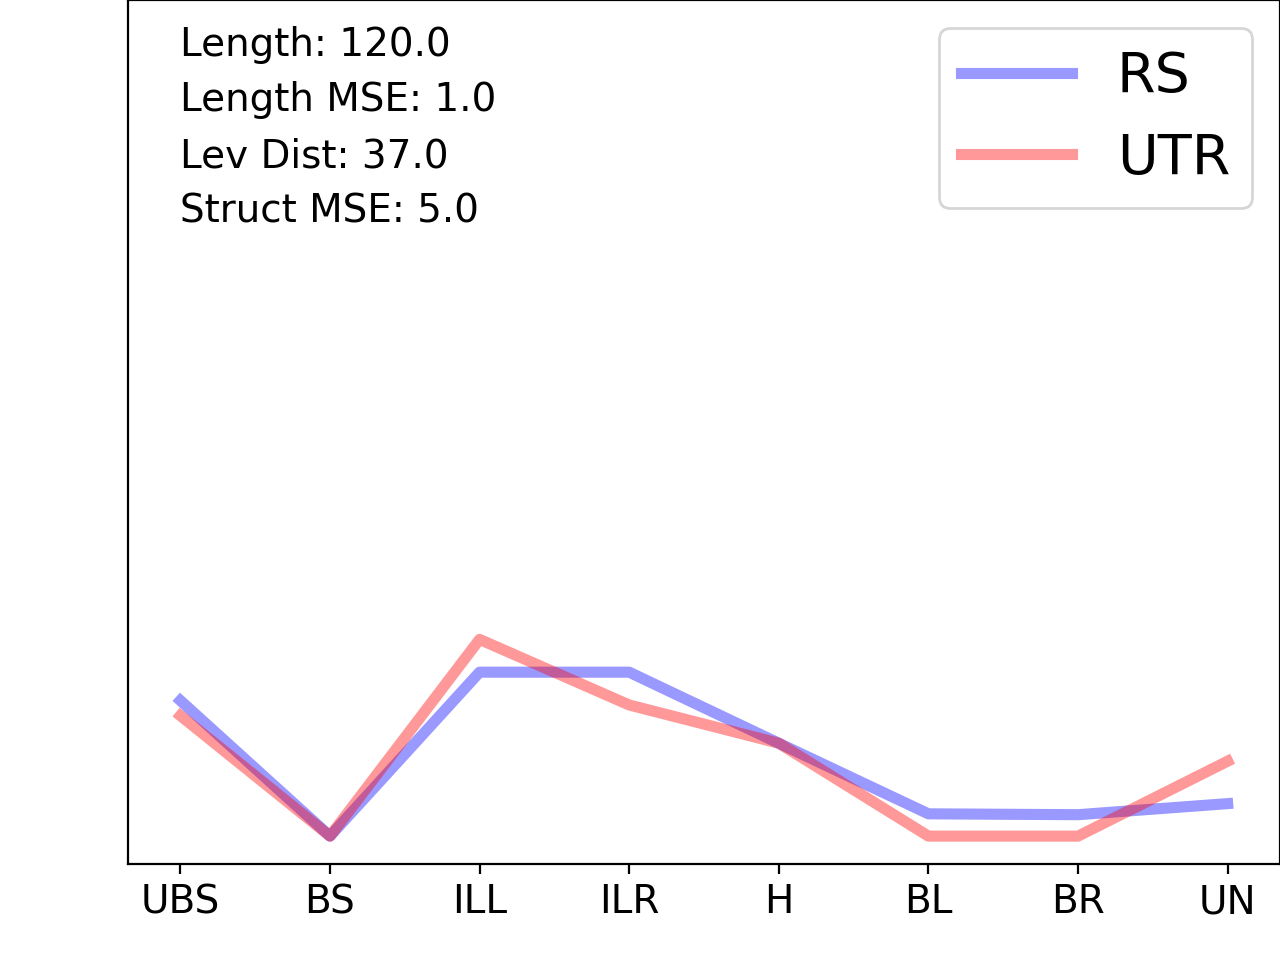 Length: 120.0
Length MSE: 1.0
Lev Dist: 37.0
Struct MSE: 5.0
RS
UTR
UBS BS ILL ILR H BL BR UN